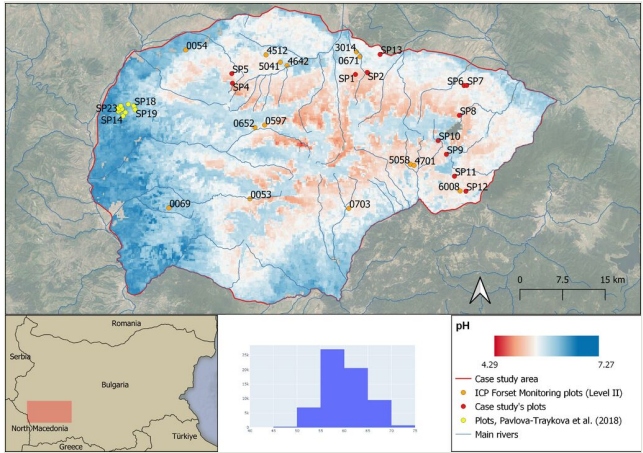 0054
4512
5041
4642
3014
0671
SP13
SP5
SP4
SP1
SP2
SP6
SP7
SP18
SP23
SP19
SP14
SP8
0652
0597
SP10
SP9
5058
4701
SP11
6008
SP12
0053
0069
0703
0 7.5 15 km
Romania
Serbia
Bulgaria
North Macedonia
Greece
Türkiye
pH
4.29 7.27
Case study area
ICP Forset Monitoring plots (Level II)
Case study's plots
Plots, Pavlova-Traykova et al. (2018)
Main rivers